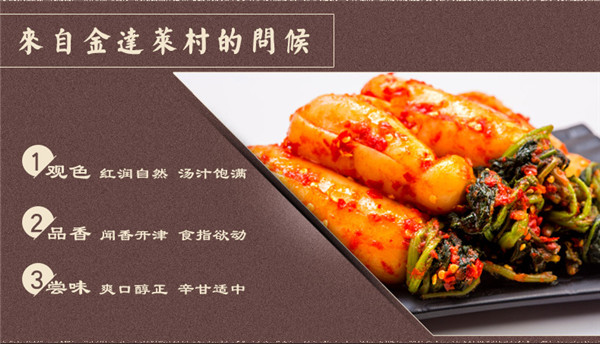 來自金達萊村的問候
1 观色 红润自然 汤汁饱满
2 品香 闻香开津 食指欲动
3 尝味 爽口醇正 辛甘适中